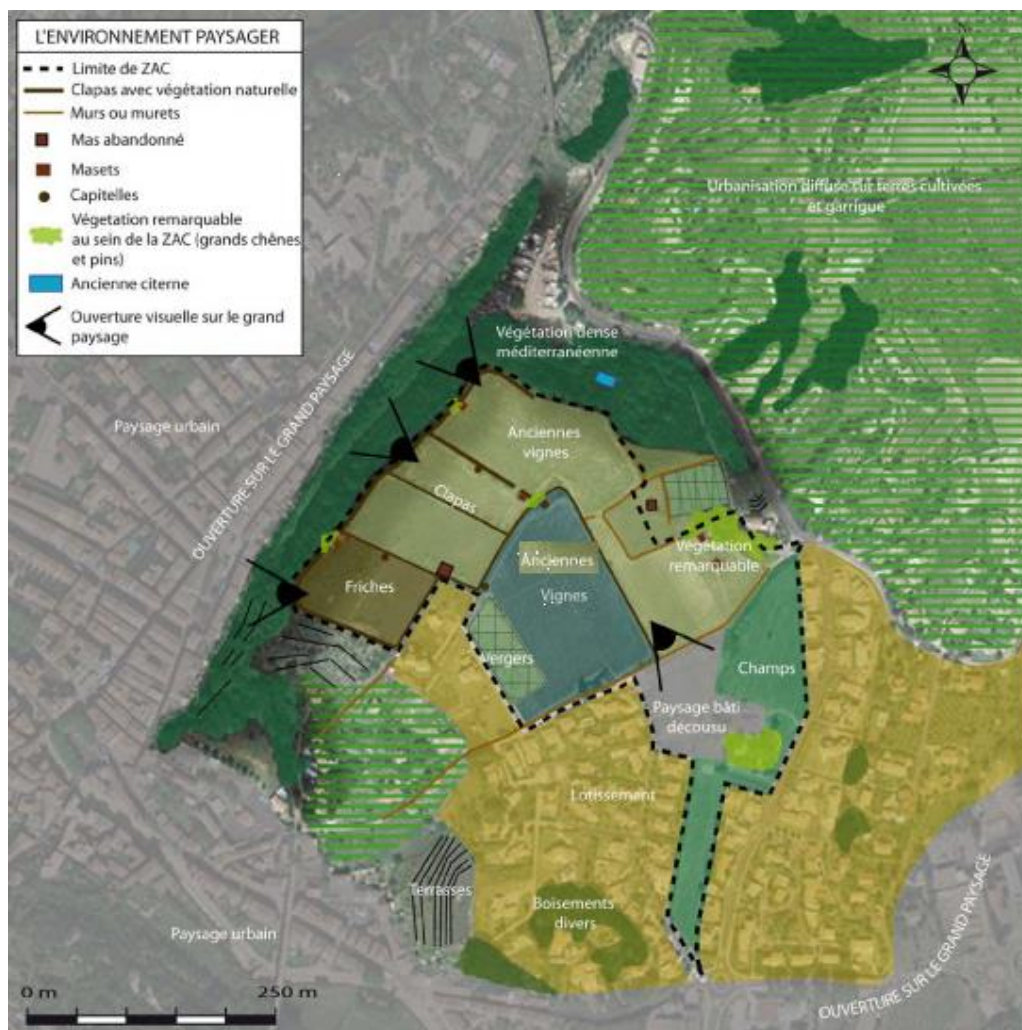 L'ENVIRONNEMENT PAYSAGER
Limite de ZAC
Clapas avec végétation naturelle
Murs ou murets
Mas abandonné
Masets
Capitelles
Végetation remarquable
au sein de la ZAC (grands chênes
et pins)
Ancienne citerne
Ouverture visuelle sur le grand
paysage
Urbanisation diffuse sur terres cultivées
et garrigue
Végétation dense
méditerranéenne
OUVERTURE SUR LE GRAND PAYSAGE
Paysage urbain
Anciennes
vignes
Clapas
Végétation
remarquable
Anciennes
Vignes
Friches
Vergers
Champs
Paysage bâti
décousu
Lotissement
Terrasses
Boisements
divers
Paysage urbain
OUVERTURE SUR LE GRAND PAYSAGE
0 m
250 m